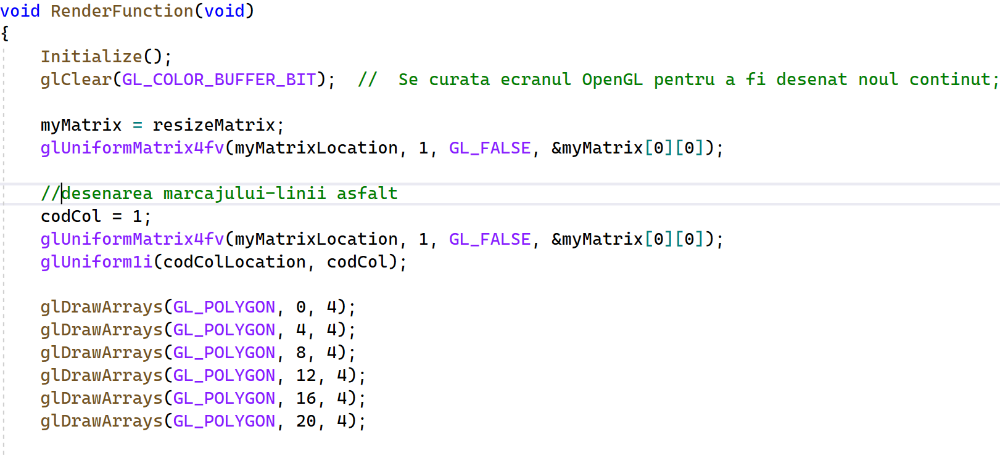 void RenderFunction(void)
{
Initialize();
glClear(GL_COLOR_BUFFER_BIT);  //  Se curata ecranul OpenGL pentru a fi desenat noul continut;
myMatrix = resizeMatrix;
glUniformMatrix4fv(myMatrixLocation, 1, GL_FALSE, &myMatrix[0][0]);
//desenarea marcajului-linii asfalt
codCol = 1;
glUniformMatrix4fv(myMatrixLocation, 1, GL_FALSE, &myMatrix[0][0]);
glUniform1i(codColLocation, codCol);
glDrawArrays(GL_POLYGON, 0, 4);
glDrawArrays(GL_POLYGON, 4, 4);
glDrawArrays(GL_POLYGON, 8, 4);
glDrawArrays(GL_POLYGON, 12, 4);
glDrawArrays(GL_POLYGON, 16, 4);
glDrawArrays(GL_POLYGON, 20, 4);